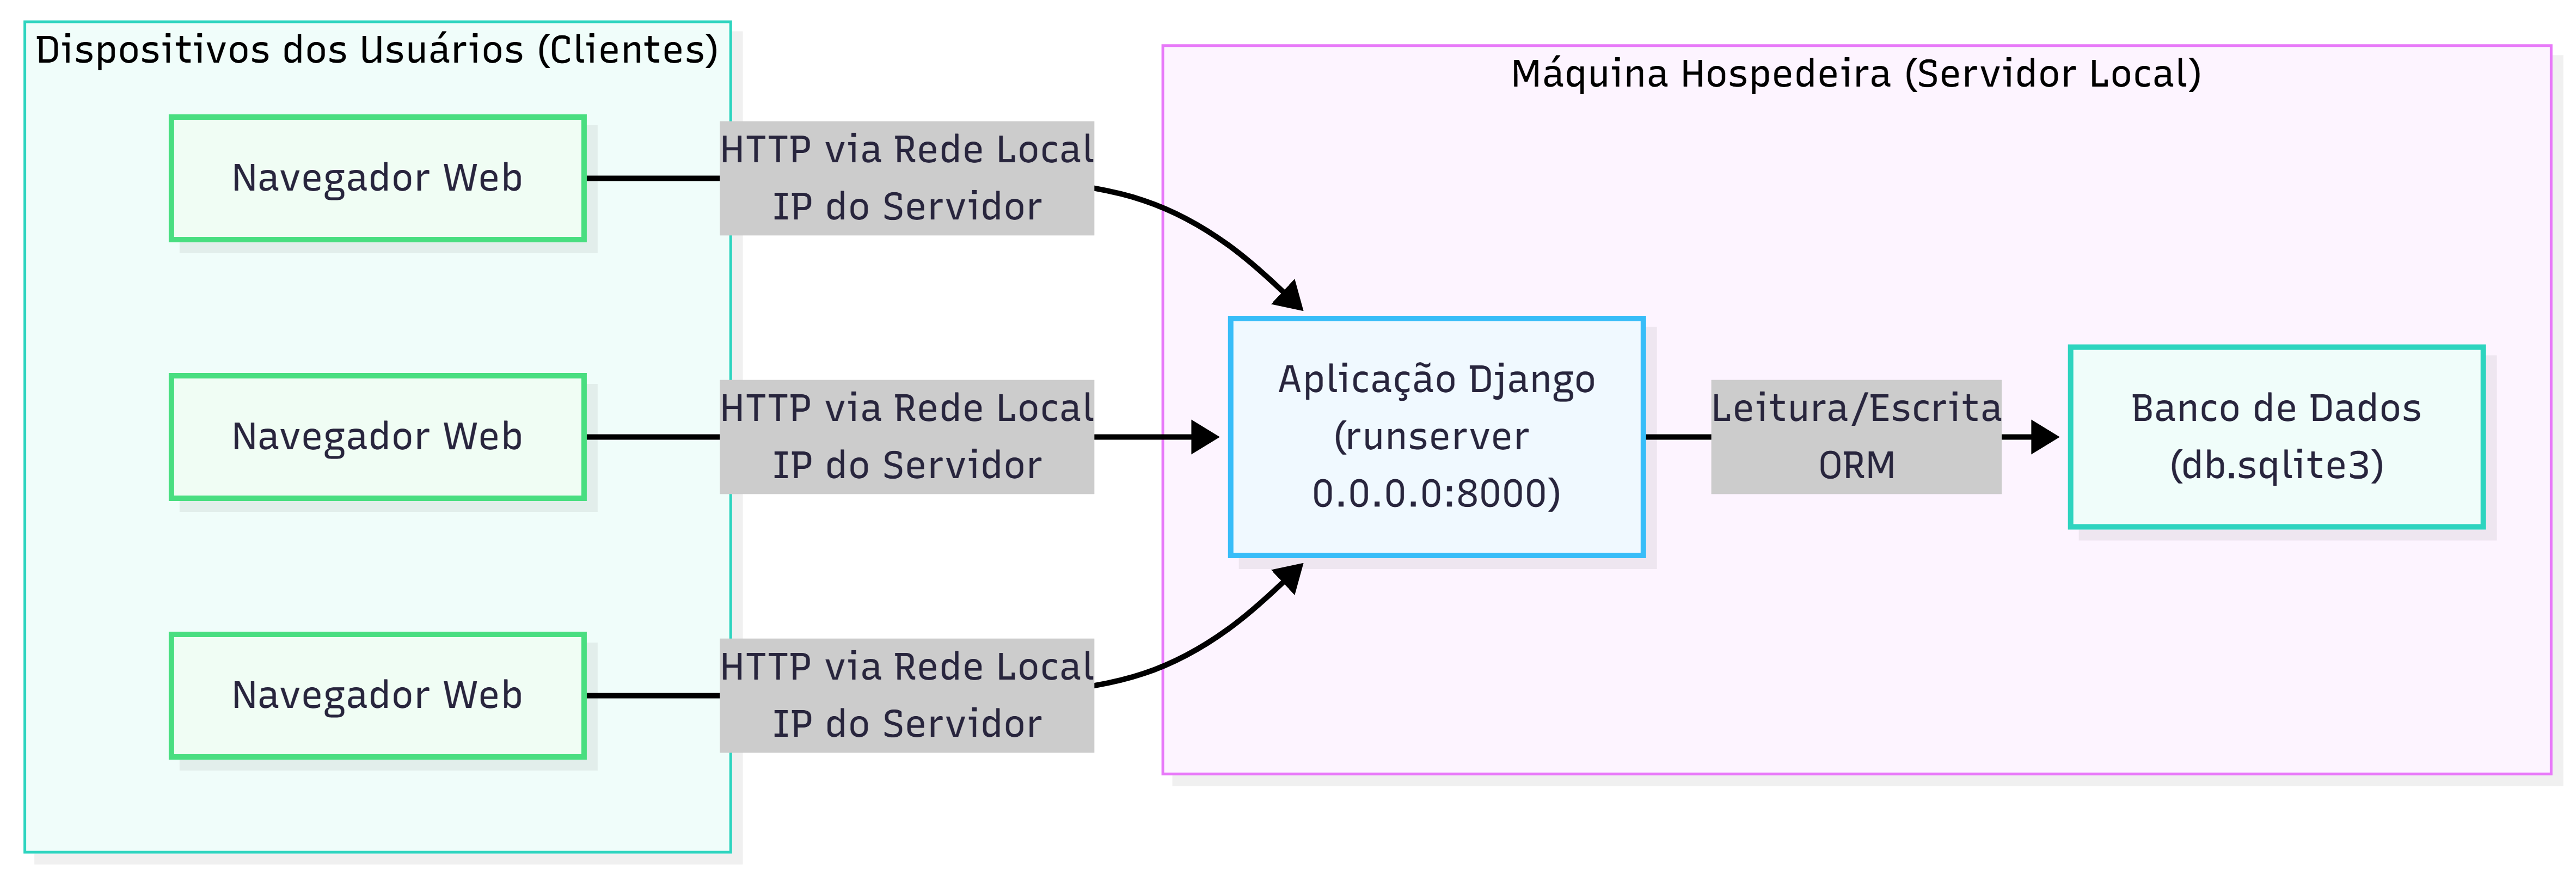 Dispositivos dos Usuários (Clientes)
Máquina Hospedeira (Servidor Local)
Navegador Web
HTTP via Rede Local
IP do Servidor
Navegador Web
HTTP via Rede Local
IP do Servidor
Navegador Web
HTTP via Rede Local
IP do Servidor
Aplicação Django
(runserver
0.0.0.0:8000)
Leitura/Escrita
ORM
Banco de Dados
(db.sqlite3)